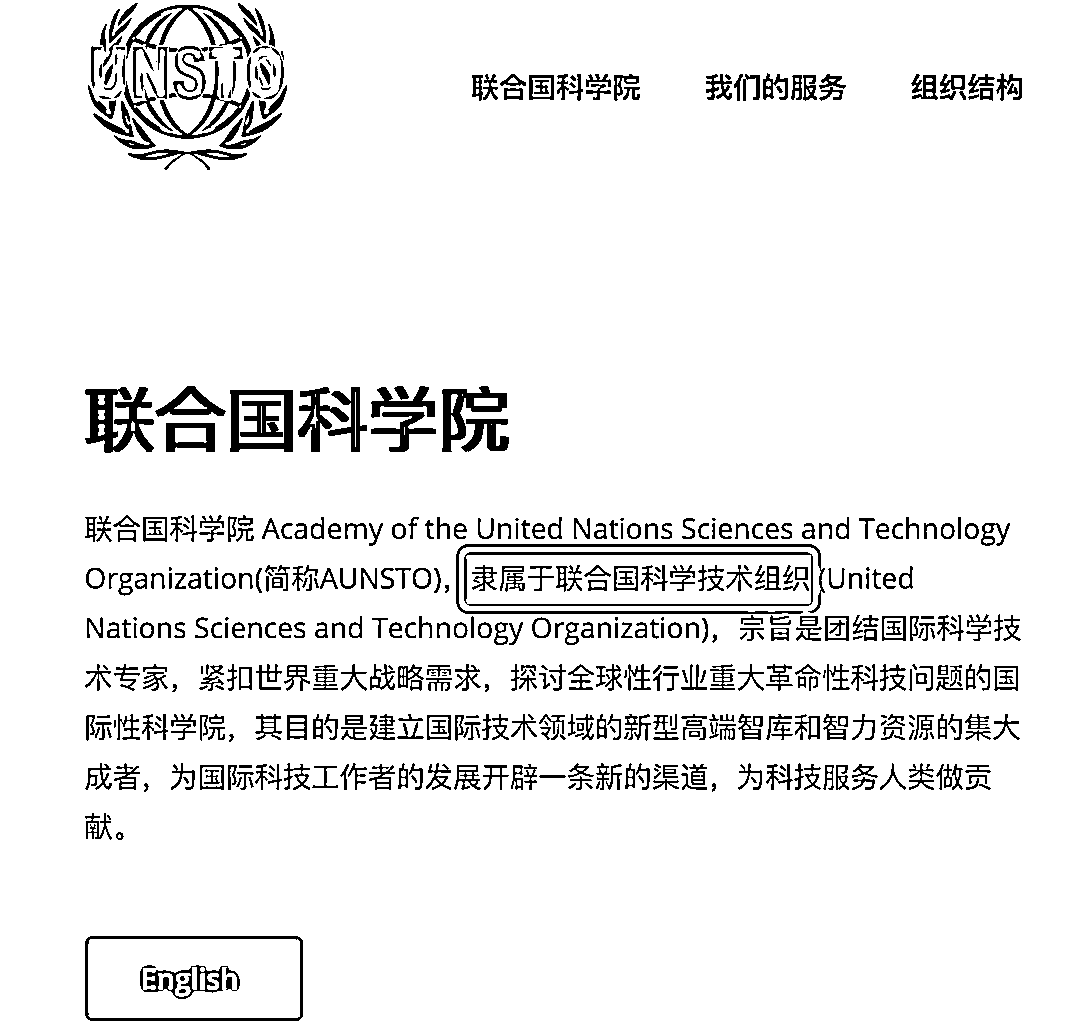 UNSTO
联合国科学院 我们的服务 组织结构
联合国科学院
联合国科学院 Academy of the United Nations Sciences and Technology
Organization(简称AUNSTO), 隶属于联合国科学技术组织(United
Nations Sciences and Technology Organization)，宗旨是团结国际科学技
术专家，紧扣世界重大战略需求，探讨全球性行业重大革命性科技问题的国
际性科学院，其目的是建立国际技术领域的新型高端智库和智力资源的集大
成者，为国际科技工作者的发展开辟一条新的渠道，为科技服务人类做贡
献。
English